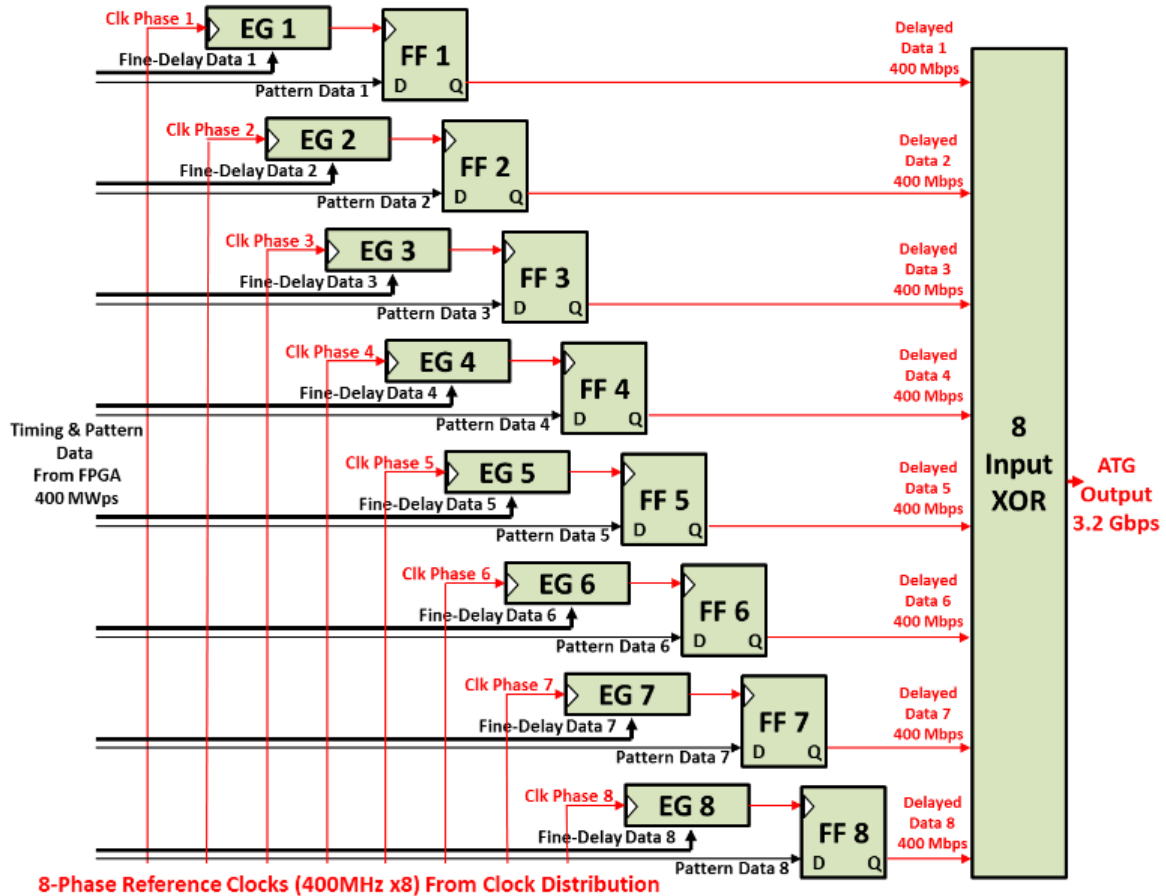 Clk Phase 1
EG 1
Fine-Delay Data 1
Pattern Data 1
FF 1
D Q
Delayed
Data 1
400 Mbps
Clk Phase 2
EG 2
Fine-Delay Data 2
Pattern Data 2
FF 2
D Q
Delayed
Data 2
400 Mbps
Clk Phase 3
EG 3
Fine-Delay Data 3
Pattern Data 3
FF 3
D Q
Delayed
Data 3
400 Mbps
Clk Phase 4
EG 4
Fine-Delay Data 4
Pattern Data 4
FF 4
D Q
Delayed
Data 4
400 Mbps
Timing & Pattern
Data
From FPGA
400 MWps
Clk Phase 5
EG 5
Fine-Delay Data 5
Pattern Data 5
FF 5
D Q
Delayed
Data 5
400 Mbps
8
Input
XOR
ATG
Output
3.2 Gbps
Clk Phase 6
EG 6
Fine-Delay Data 6
Pattern Data 6
FF 6
D Q
Delayed
Data 6
400 Mbps
Clk Phase 7
EG 7
Fine-Delay Data 7
Pattern Data 7
FF 7
D Q
Delayed
Data 7
400 Mbps
Clk Phase 8
EG 8
Fine-Delay Data 8
Pattern Data 8
FF 8
D Q
Delayed
Data 8
400 Mbps
8-Phase Reference Clocks (400MHz x8) From Clock Distribution